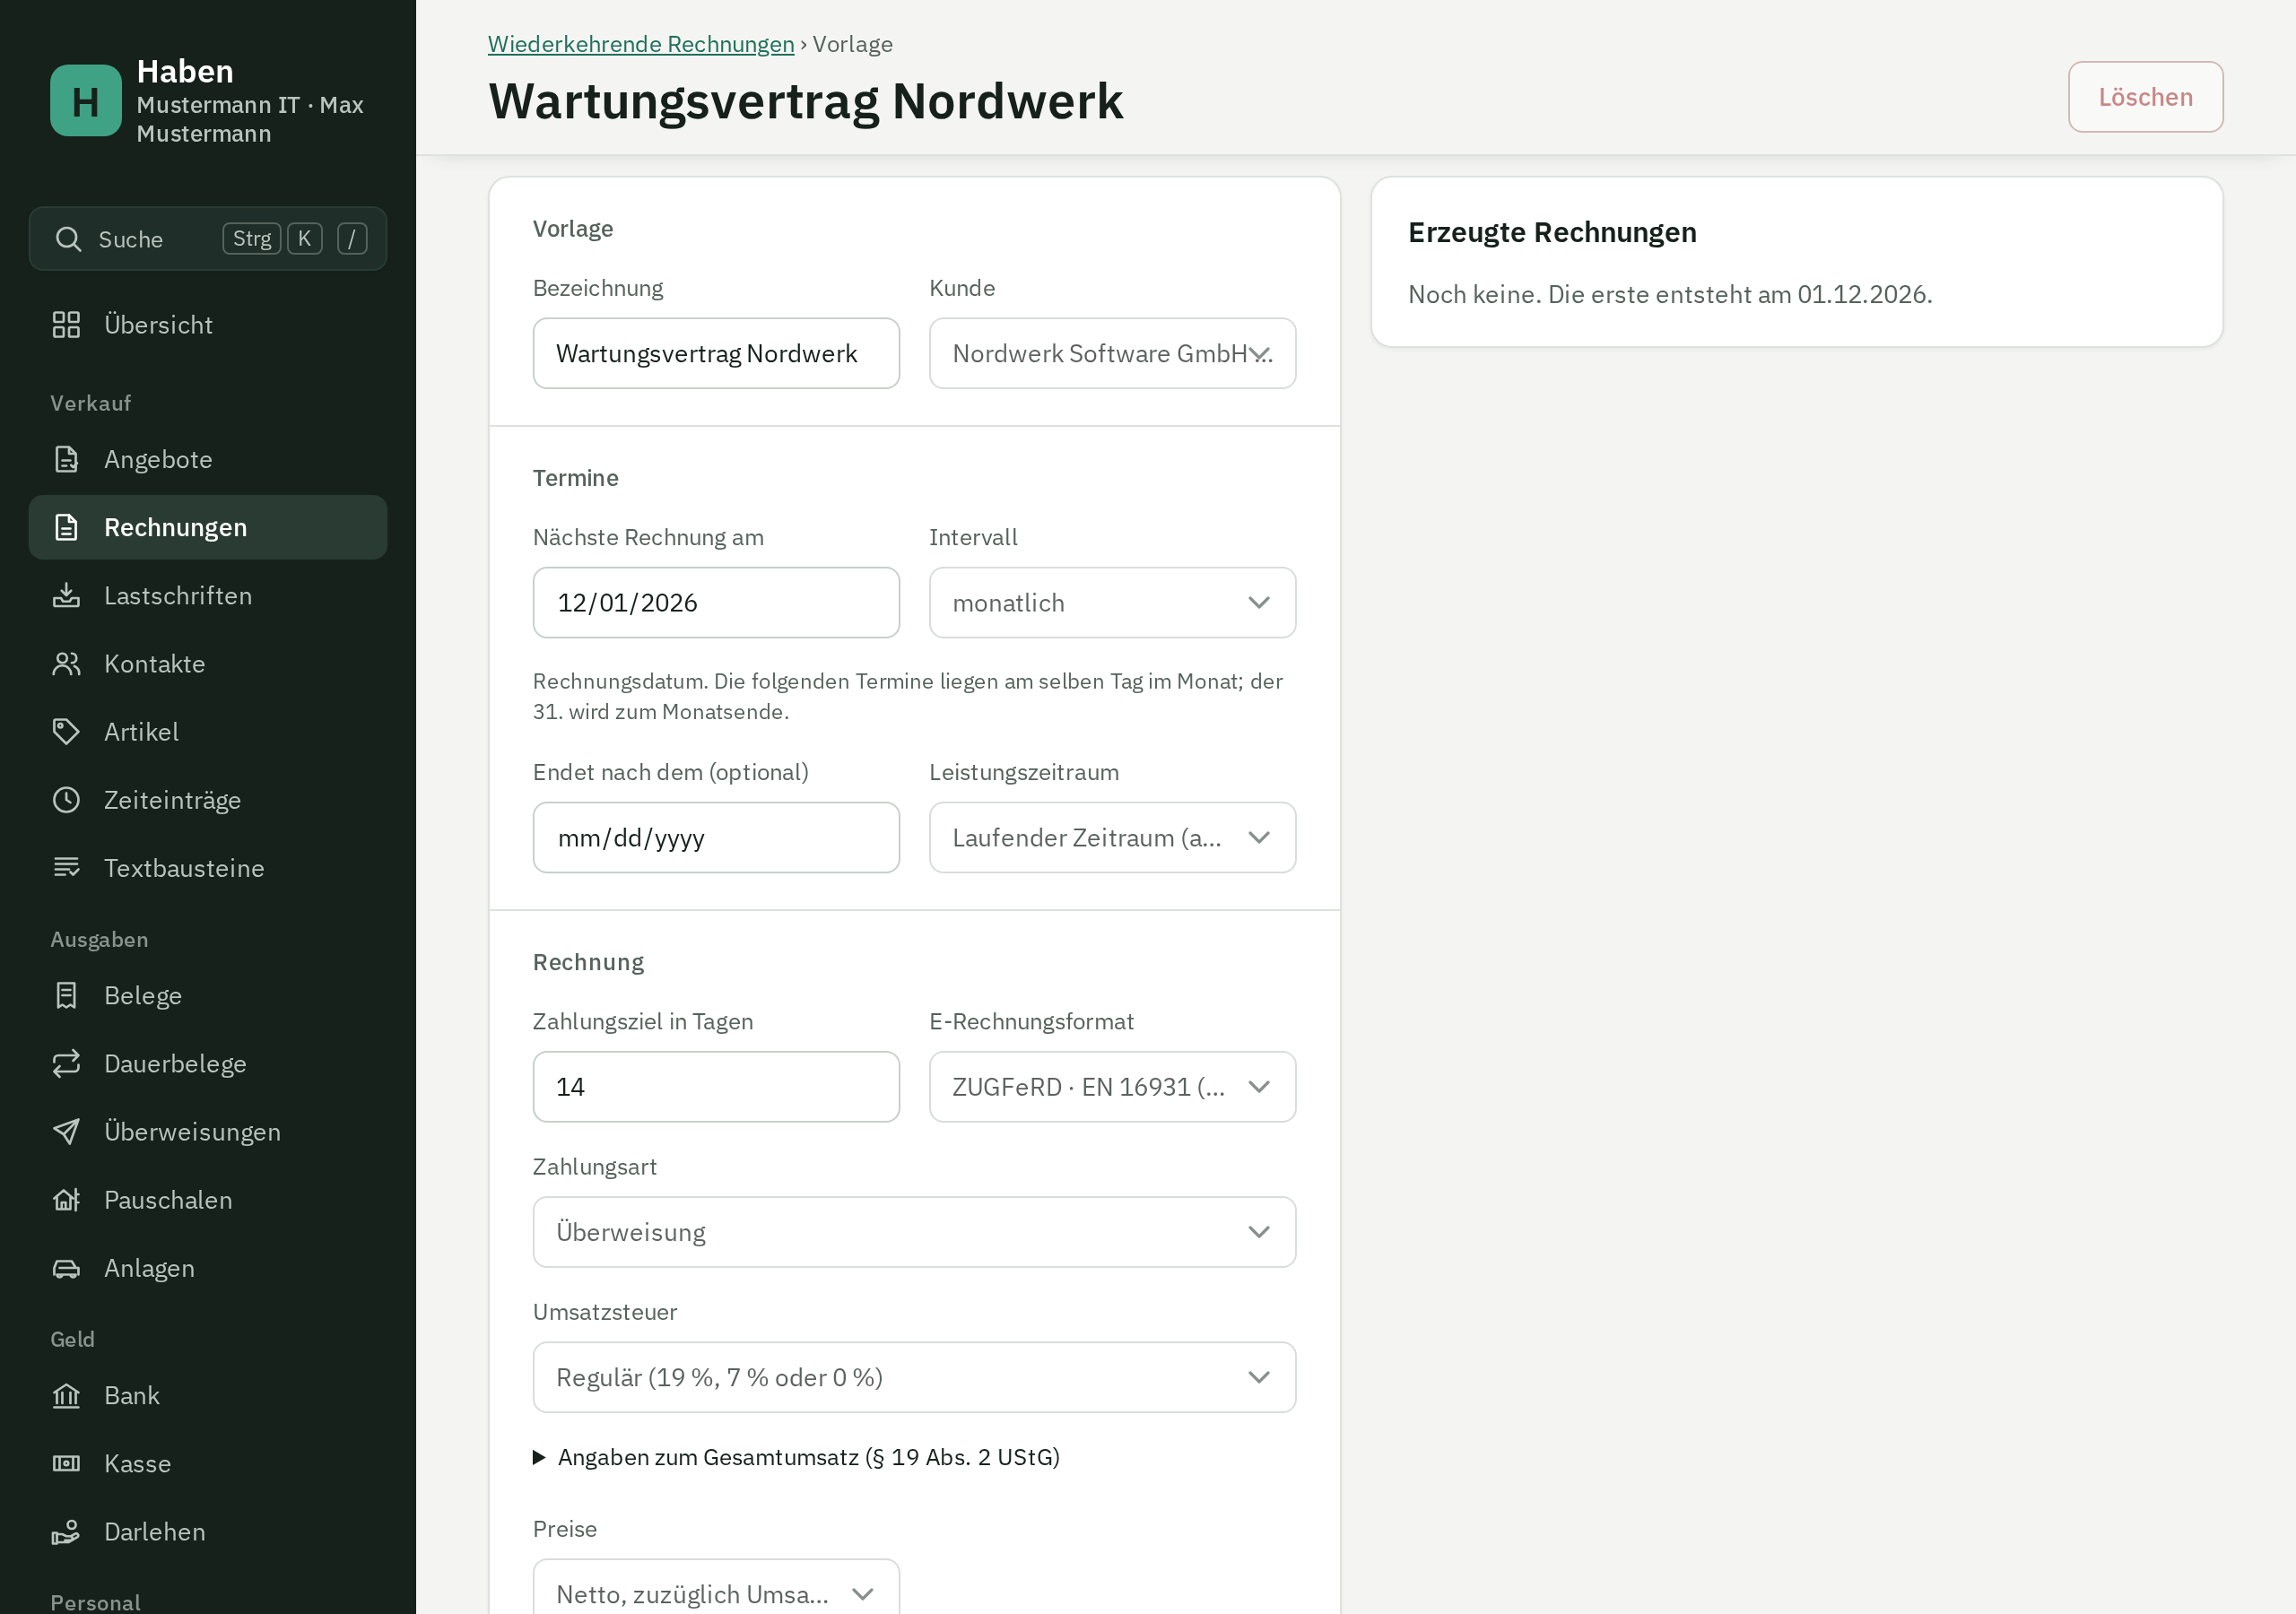 Haben
Mustermann IT · Max
Mustermann
Suche Strg K /
Übersicht
Verkauf
Angebote
Rechnungen
Lastschriften
Kontakte
Artikel
Zeiteinträge
Textbausteine
Ausgaben
Belege
Dauerbelege
Überweisungen
Pauschalen
Anlagen
Geld
Bank
Kasse
Darlehen
Personal
Wiederkehrende Rechnungen › Vorlage
Wartungsvertrag Nordwerk
Löschen
Vorlage
Bezeichnung Kunde
Wartungsvertrag Nordwerk Nordwerk Software GmbH ...
Termine
Nächste Rechnung am Intervall
12/01/2026 monatlich
Rechnungsdatum. Die folgenden Termine liegen am selben Tag im Monat; der
31. wird zum Monatsende.
Endet nach dem (optional) Leistungszeitraum
mm/dd/yyyy Laufender Zeitraum (a...
Rechnung
Zahlungsziel in Tagen E-Rechnungsformat
14 ZUGFeRD · EN 16931 (...
Zahlungsart
Überweisung
Umsatzsteuer
Regulär (19 %, 7 % oder 0 %)
Angaben zum Gesamtumsatz (§ 19 Abs. 2 UStG)
Preise
Netto, zuzüglich Umsa...
Erzeugte Rechnungen
Noch keine. Die erste entsteht am 01.12.2026.